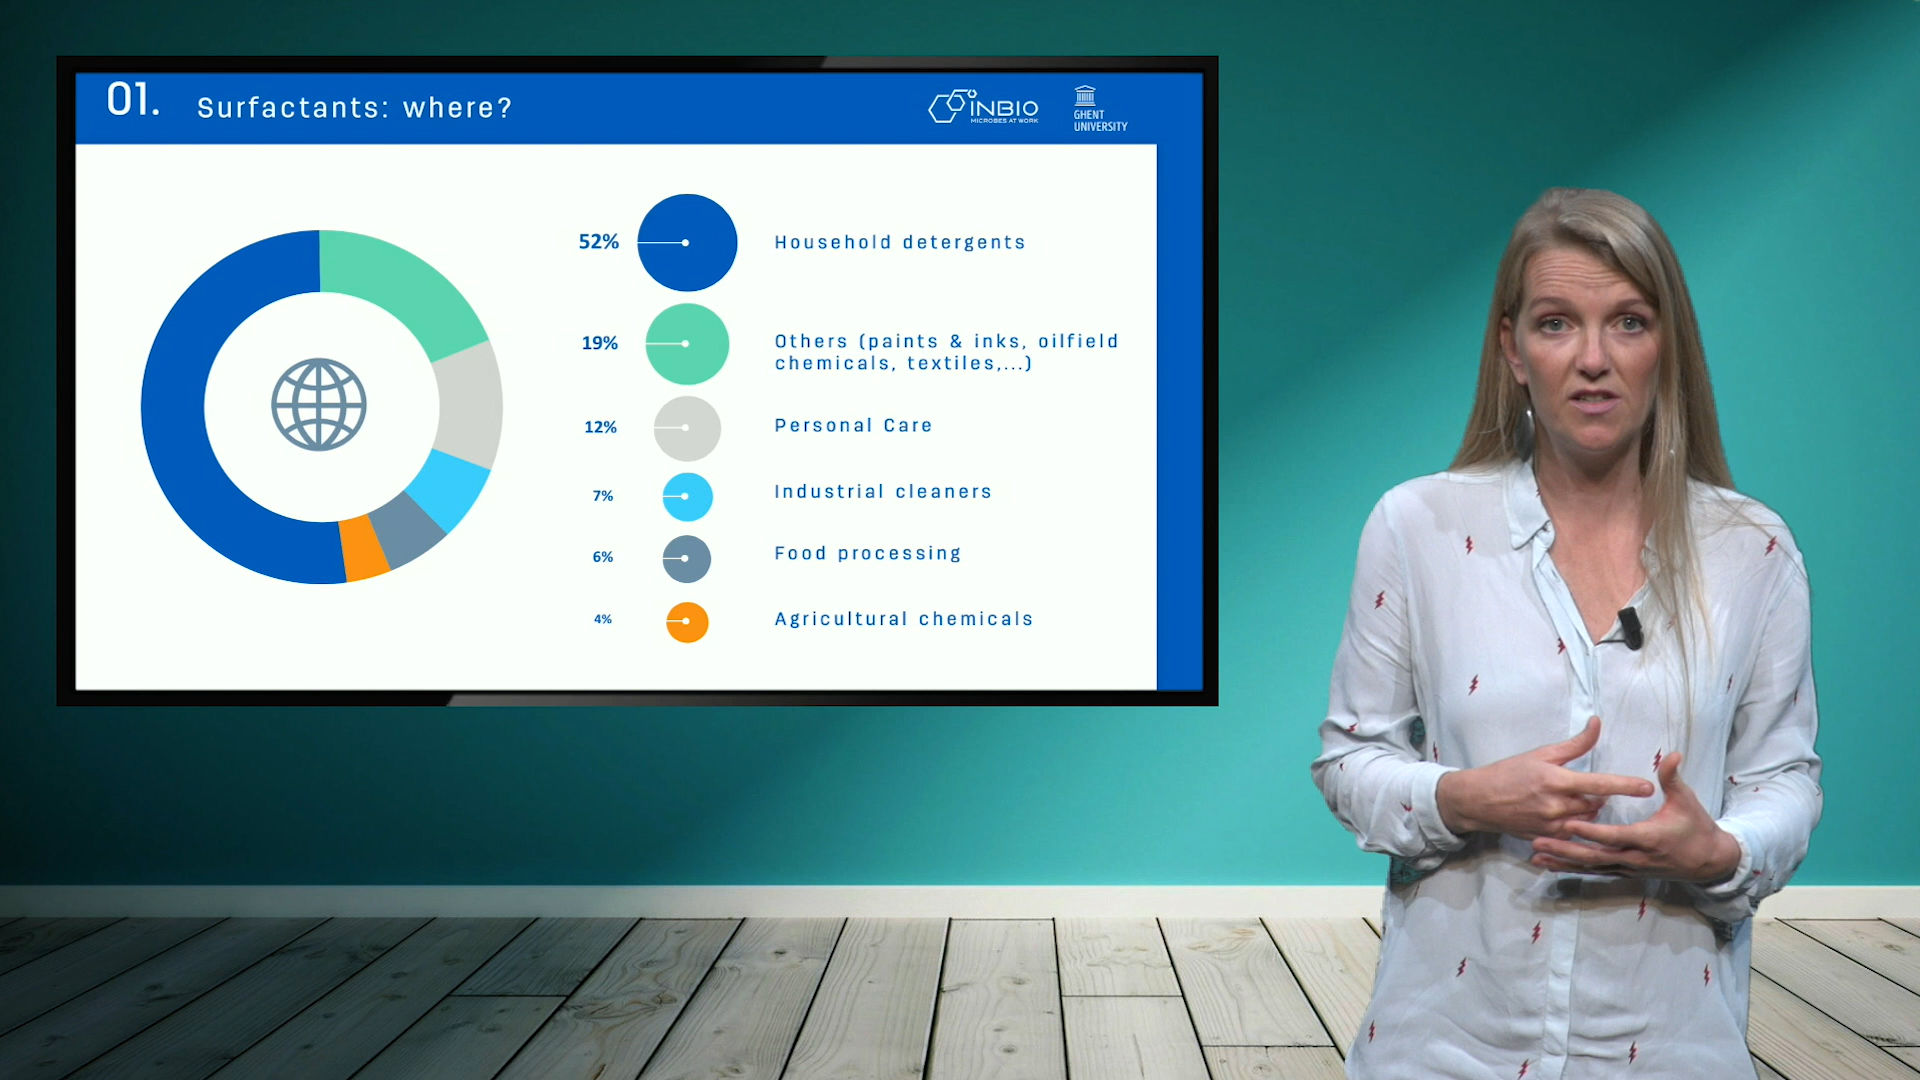 01.
Surfactants: where?
INBIO
MICROBES AT WORK
GHENT
UNIVERSITY
52%
Household detergents
19%
Others (paints & inks, oilfield
chemicals, textiles,...)
12%
Personal Care
7%
Industrial cleaners
6%
Food processing
4%
Agricultural chemicals